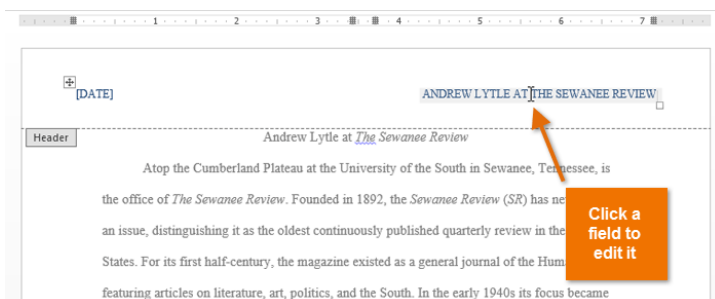 1 2 3 4 5 6 7
[DATE] ANDREW LYTLE AT THE SEWANEE REVIEW
Header
Andrew Lytle at The Sewanee Review
Atop the Cumberland Plateau at the University of the South in Sewanee, Tennessee, is
the office of The Sewanee Review. Founded in 1892, the Sewanee Review (SR) has
an issue, distinguishing it as the oldest continuously published quarterly review in the
States. For its first half-century, the magazine existed as a general journal of the
featuring articles on literature, art, politics, and the South. In the early 1940s its focus became
Click a
field to
edit it